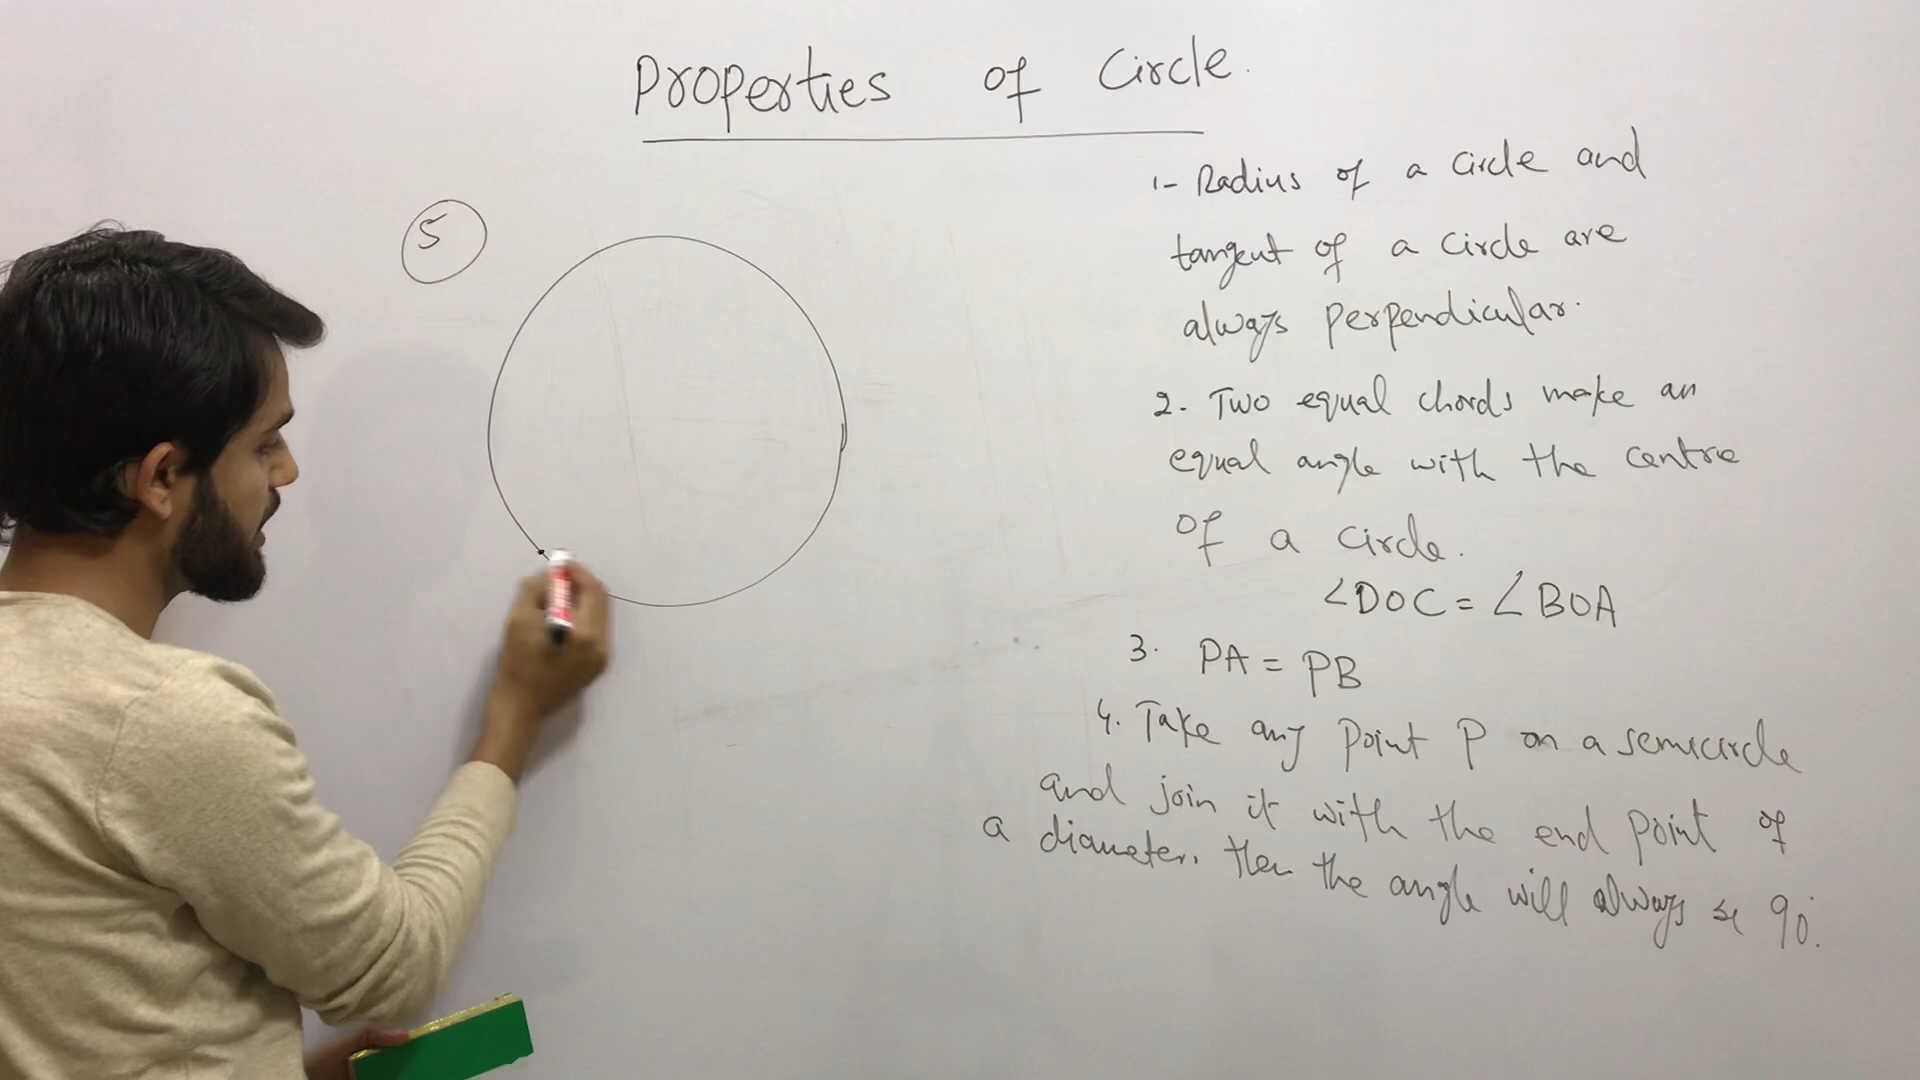 Properties of Circle.
5
1- Radius of a circle and
tangent of a circle are
always perpendicular.
2. Two equal chords make an
equal angle with the centre
of a circle.
∠DOC = ∠BOA
3. PA = PB
4. Take any point P on a semicircle
and join it with the end point of
a diameter. then the angle will always 90°.